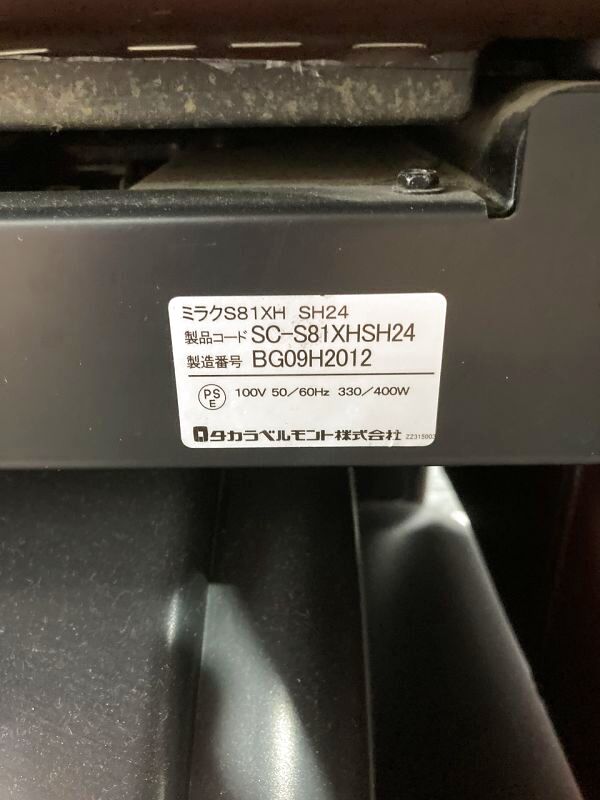 ミラクS81XH SH24
製品コード SC-S81XHSH24
製造番号 BG09H2012
PS E 100V 50/60Hz 330/400W
タカラベルモント株式会社 ZZ315003